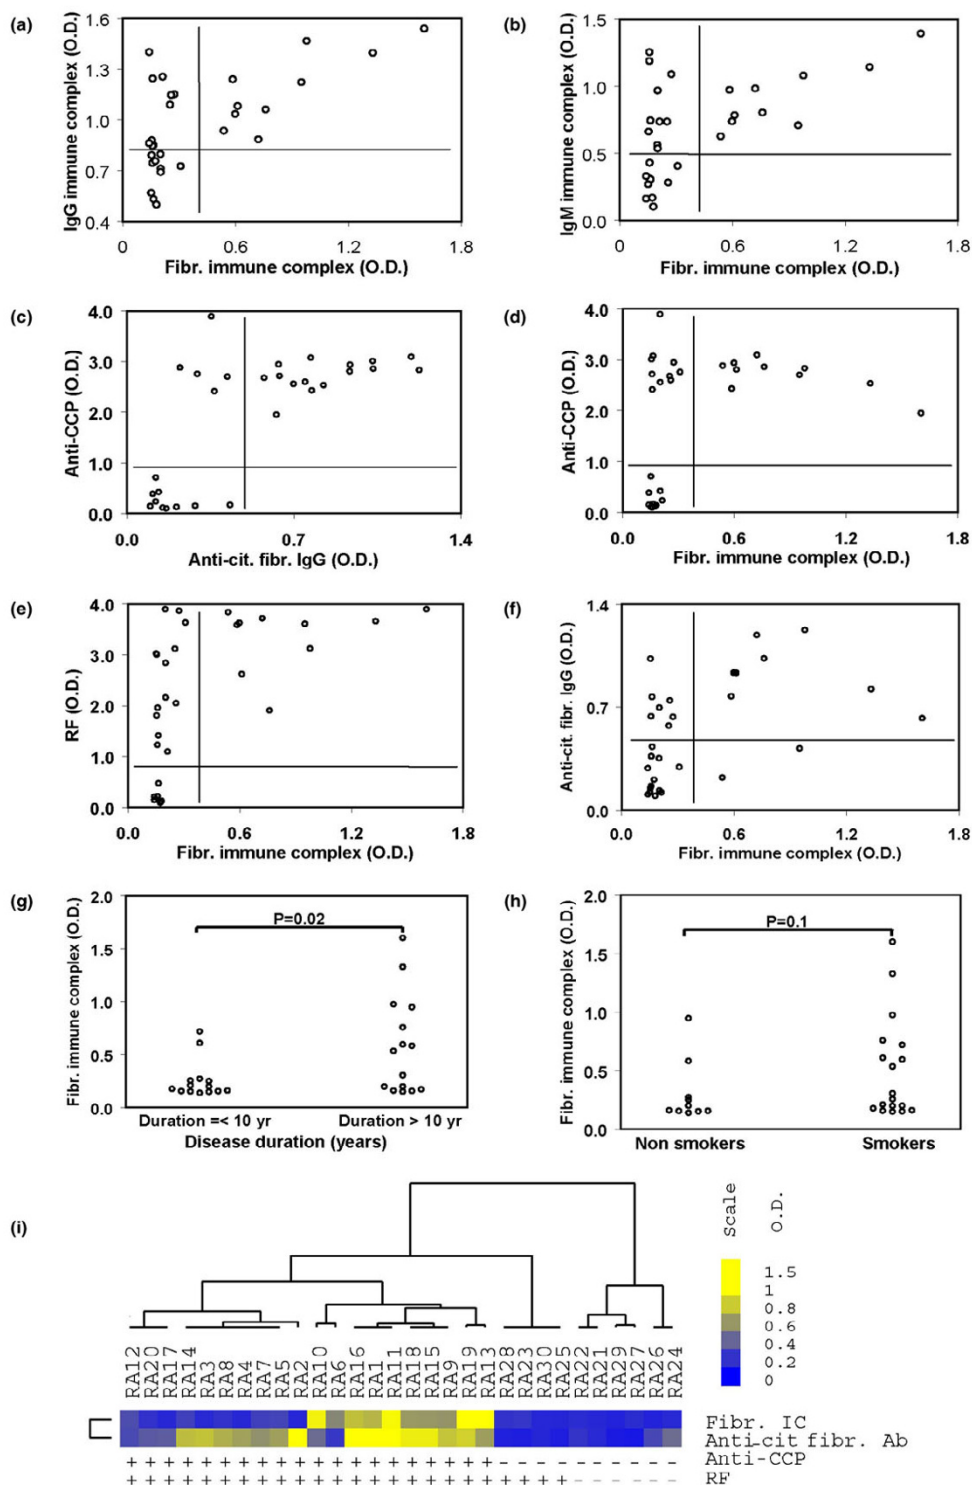 (a)
IgG immune complex (O.D.)
1.6
1.3
1.0
0.7
0.4
0
0.6
1.2
1.8
Fibr. immune complex (O.D.)
(b)
IgM immune complex (O.D.)
1.5
1.0
0.5
0.0
0
0.6
1.2
1.8
Fibr. immune complex (O.D.)
(c)
Anti-CCP (O.D.)
4.0
3.0
2.0
1.0
0.0
0.0
0.7
1.4
Anti-cit. fibr. IgG (O.D.)
(d)
Anti-CCP (O.D.)
4.0
3.0
2.0
1.0
0.0
0.0
0.6
1.2
1.8
Fibr. immune complex (O.D.)
(e)
RF (O.D.)
4.0
3.0
2.0
1.0
0.0
0.0
0.6
1.2
1.8
Fibr. immune complex (O.D.)
(f)
Anti-cit. fibr. IgG (O.D.)
1.4
0.7
0.0
0.0
0.6
1.2
1.8
Fibr. immune complex (O.D.)
(g)
Fibr. immune complex (O.D.)
2.0
1.5
1.0
0.5
0.0
P=0.02
Duration =< 10 yr
Duration > 10 yr
Disease duration (years)
(h)
Fibr. immune complex (O.D.)
2.0
1.5
1.0
0.5
0.0
P=0.1
Non smokers
Smokers
(i)
Scale
O.D.
1.5
1
0.8
0.6
0.4
0.2
0
RA12
RA20
RA17
RA14
RA3
RA8
RA4
RA7
RA5
RA2
RA10
RA6
RA16
RA1
RA11
RA18
RA15
RA9
RA19
RA13
RA28
RA23
RA30
RA25
RA22
RA21
RA29
RA27
RA26
RA24
Fibr. IC
Anti-cit fibr. Ab
+ + + + + + + + + + + + + + + + + + + + - - - - - - - - - - Anti-CCP
+ + + + + + + + + + + + + + + + + + + + + + + + - - - - - - RF